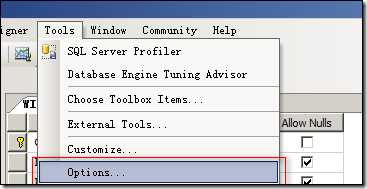 igner Tools Window Community Help
SQL Server Profiler
Database Engine Tuning Advisor
Choose Toolbox Items...
WI
Allow Nulls
External Tools...
Customize...
Options...